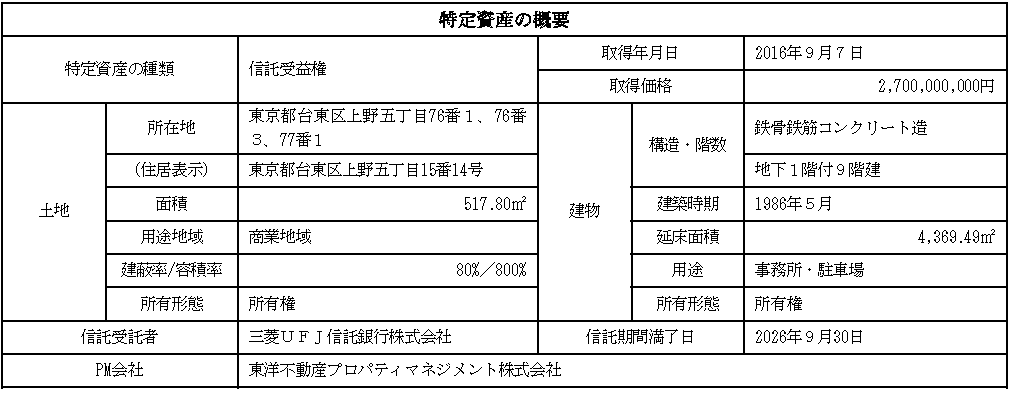 特定資産の概要
特定資産の種類
信託受益権
取得年月日
2016年９月７日
取得価格
2,700,000,000円
土地
所在地
東京都台東区上野五丁目76番１、76番
３、77番１
(住居表示)
東京都台東区上野五丁目15番14号
面積
517.80㎡
用途地域
商業地域
建蔽率/容積率
80%／800%
所有形態
所有権
建物
構造・階数
鉄骨鉄筋コンクリート造
地下１階付９階建
建築時期
1986年５月
延床面積
4,369.49㎡
用途
事務所・駐車場
所有形態
所有権
信託受託者
三菱ＵＦＪ信託銀行株式会社
信託期間満了日
2026年９月30日
PM会社
東洋不動産プロパティマネジメント株式会社